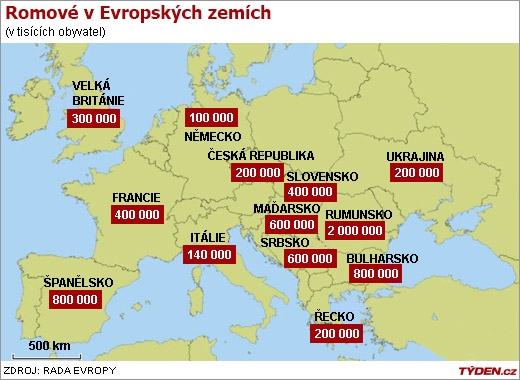 Romové v Evropských zemích
(v tisících obyvatel)
VELKÁ
BRITÁNIE
300 000
100 000
NĚMECKO
ČESKÁ REPUBLIKA
200 000
UKRAJINA
200 000
SLOVENSKO
400 000
FRANCIE
400 000
MAĎARSKO
600 000
RUMUNSKO
2 000 000
ITÁLIE
140 000
SRBSKO
600 000
BULHARSKO
800 000
ŠPANĚLSKO
800 000
ŘECKO
200 000
500 km
ZDROJ: RADA EVROPY
TÝDEN.cz